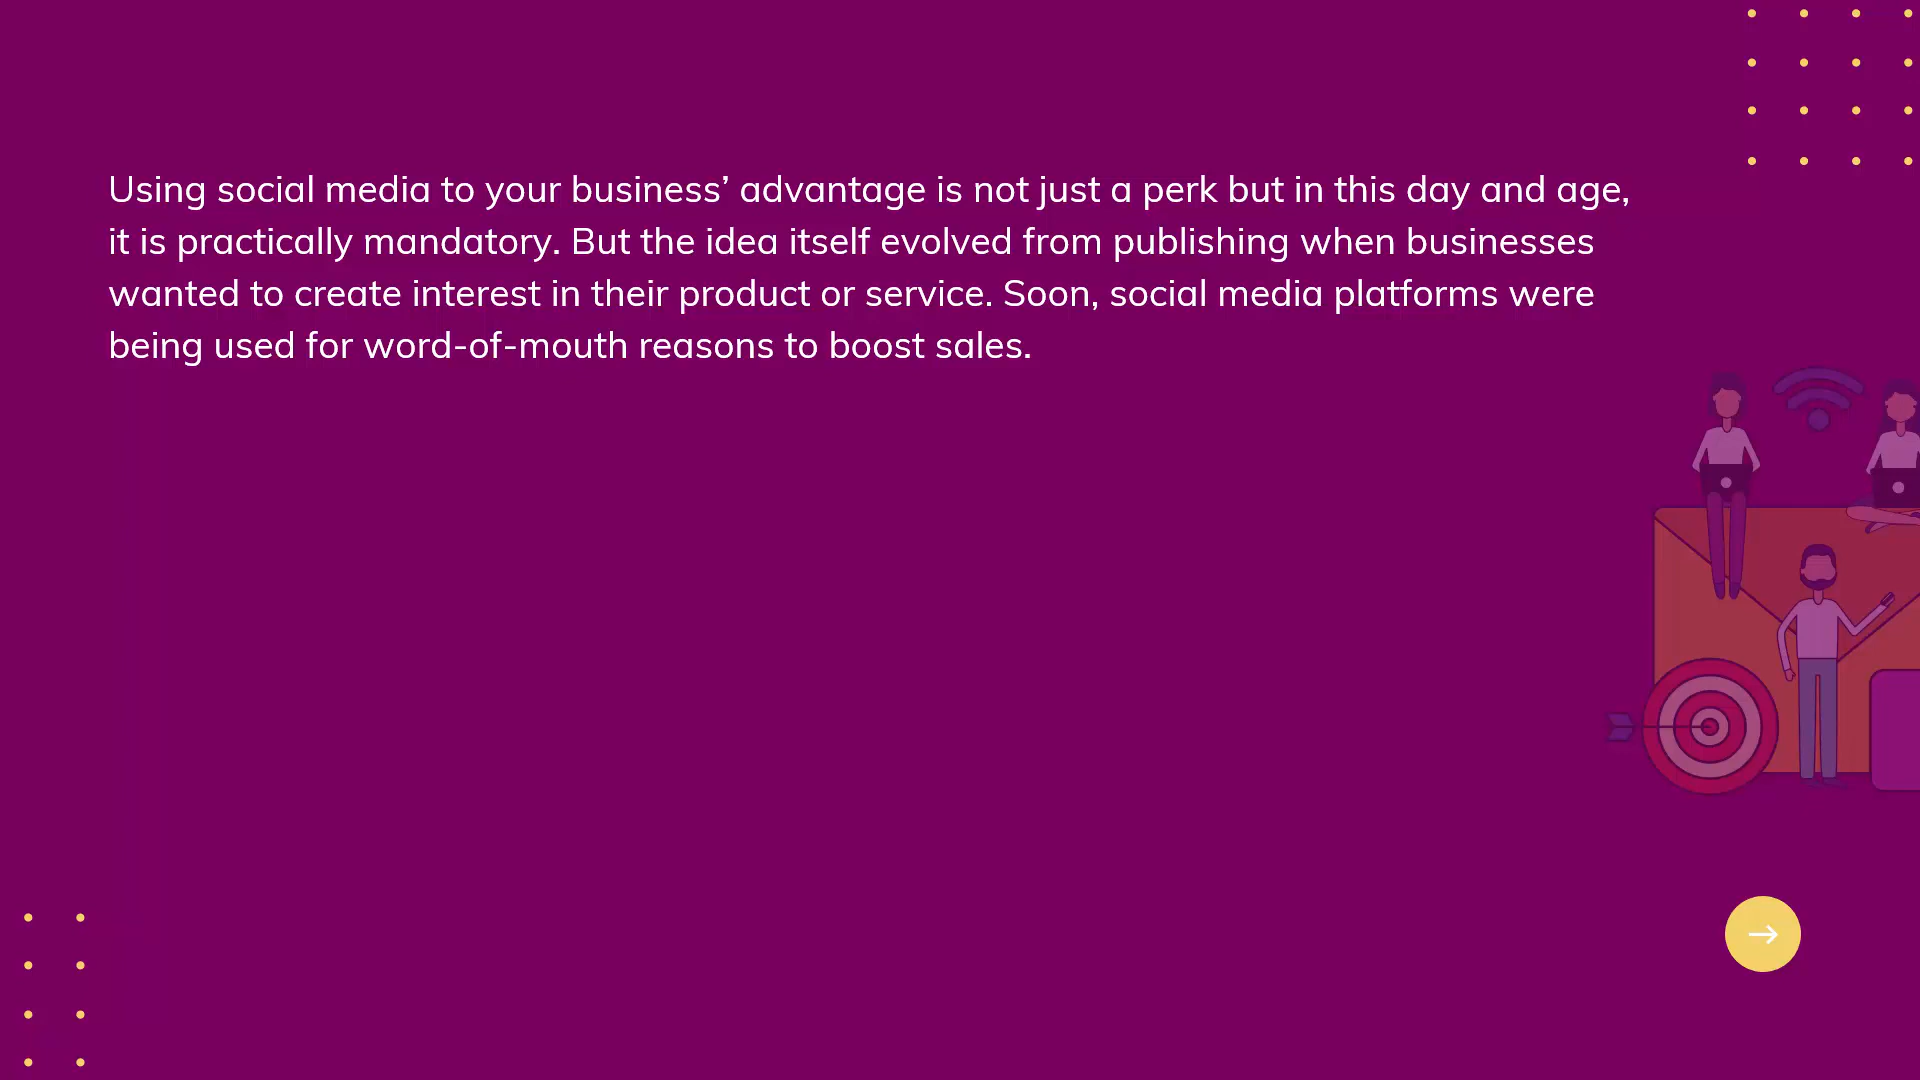 Using social media to your business’ advantage is not just a perk but in this day and age,
it is practically mandatory. But the idea itself evolved from publishing when businesses
wanted to create interest in their product or service. Soon, social media platforms were
being used for word-of-mouth reasons to boost sales.